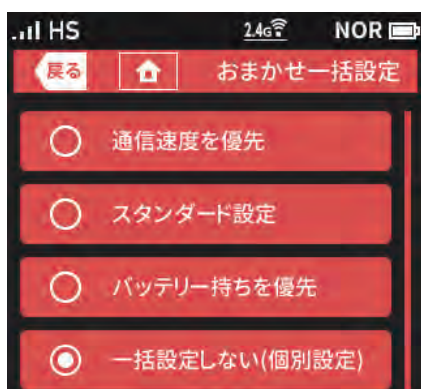 HS 2.4G NOR
戻る おまかせ一括設定
通信速度を優先
スタンダード設定
バッテリー持ちを優先
一括設定しない(個別設定)